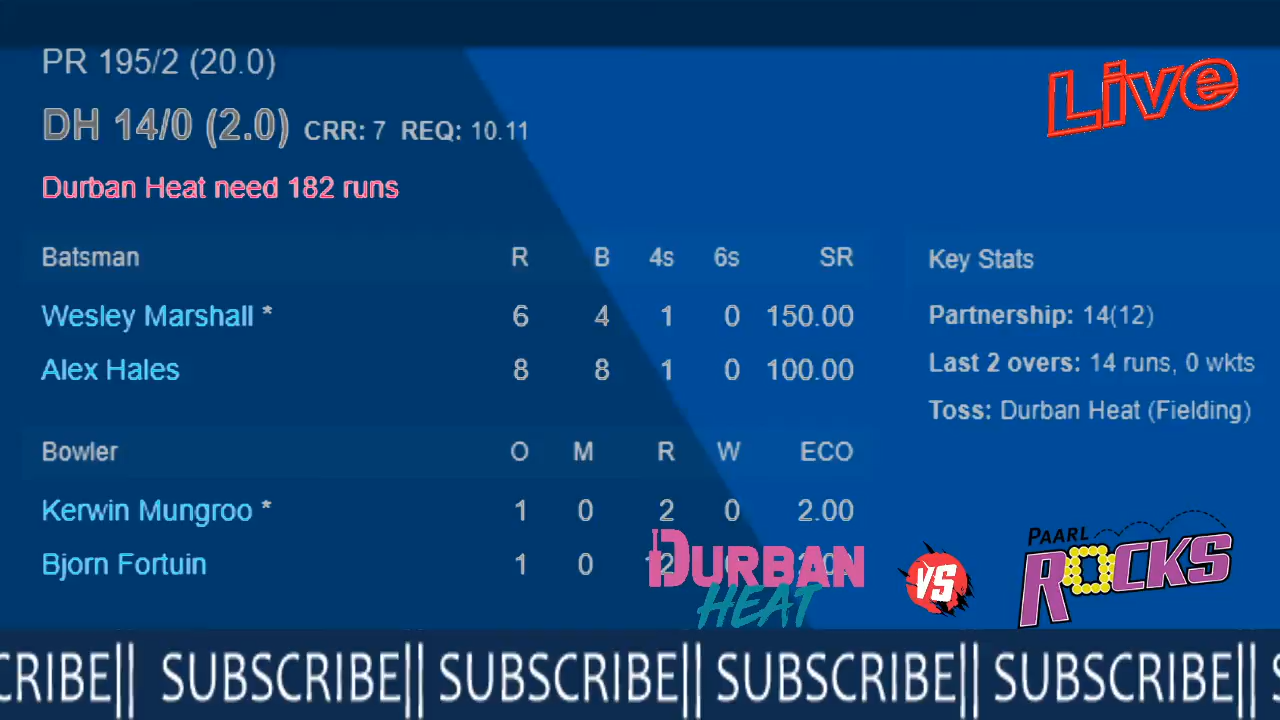 PR 195/2 (20.0)
Live
DH 14/0 (2.0) CRR: 7 REQ: 10.11
Durban Heat need 182 runs
Batsman R B 4s 6s SR
Wesley Marshall * 6 4 1 0 150.00
Alex Hales 8 8 1 0 100.00
Key Stats
Partnership: 14(12)
Last 2 overs: 14 runs, 0 wkts
Toss: Durban Heat (Fielding)
Bowler O M R W ECO
Kerwin Mungroo * 1 0 2 0 2.00
Bjorn Fortuin 1 0
DURBAN
HEAT
VS
PAARL
ROCKS
CRIBE|| SUBSCRIBE|| SUBSCRIBE|| SUBSCRIBE|| SUBSCRIBE|| S